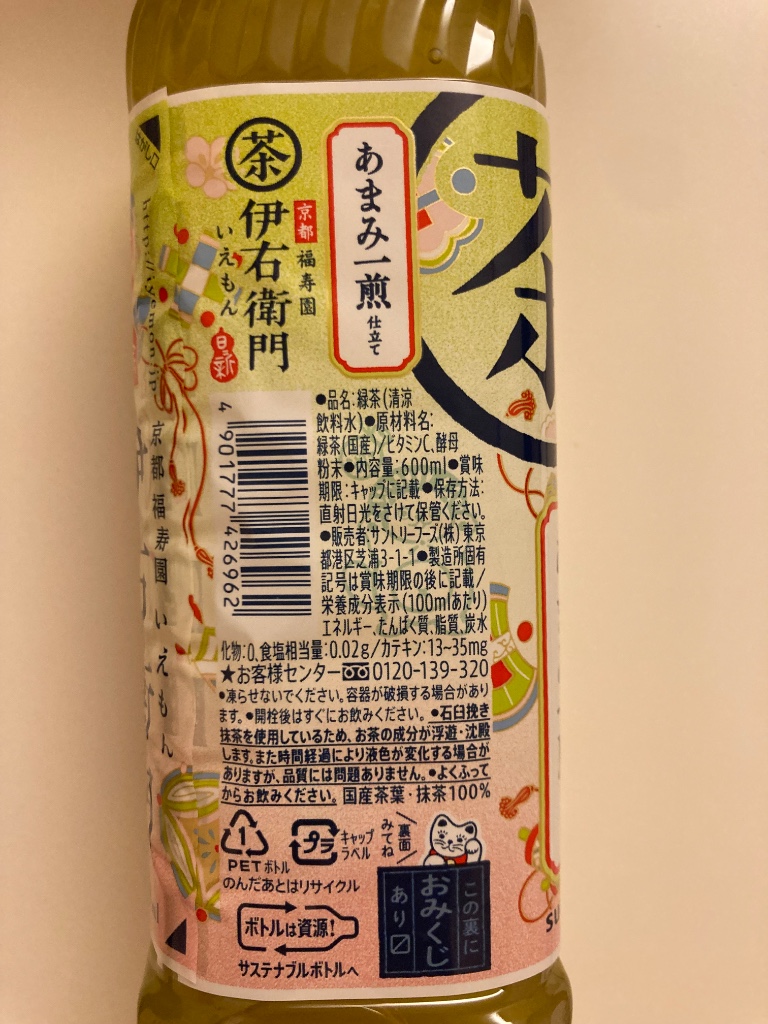 はがし口
http://iyemon.jp
京都福寿園 いえもん
茶
京都
福寿園
伊右衛門
いえもん
日新
あまみ一煎
仕立て
茶
4 901777 426962
●品名:緑茶(清涼
飲料水)●原材料名:
緑茶(国産)/ビタミンC、酵母
粉末●内容量:600ml●賞味
期限:キャップに記載●保存方法:
直射日光をさけて保管ください。
●販売者:サントリーフーズ(株) 東京
都港区芝浦3-1-1●製造所固有
記号は賞味期限の後に記載/
栄養成分表示(100mlあたり)
エネルギー、たんぱく質、脂質、炭水
化物:0、食塩相当量:0.02g/カテキン:13~35mg
★お客様センター 0120-139-320
●凍らせないでください。容器が破損する場合があり
ます。●開栓後はすぐにお飲みください。●石臼挽き
抹茶を使用しているため、お茶の成分が浮遊・沈殿
します。また時間経過により液色が変化する場合が
ありますが、品質には問題ありません。●よくふって
からお飲みください。国産茶葉・抹茶100%
1
PETボトル
プラ
キャップ
ラベル
裏面
みてね
のんだあとはリサイクル
ボトルは資源!
サステナブルボトルへ
この裏に
おみくじ
あり
SU